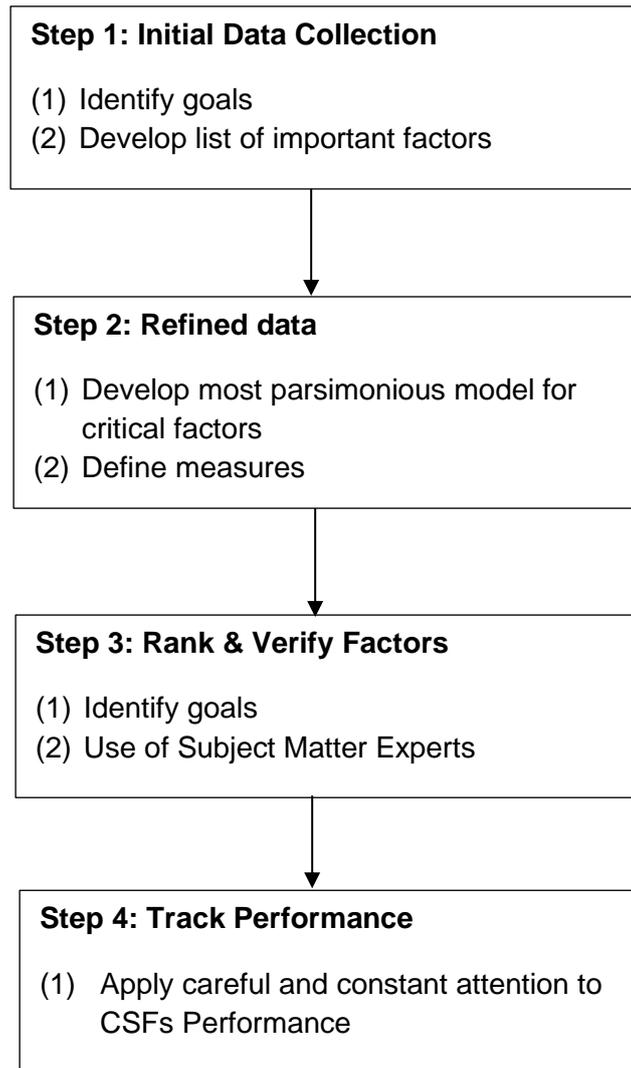 Step 1: Initial Data Collection
(1) Identify goals
(2) Develop list of important factors
Step 2: Refined data
(1) Develop most parsimonious model for
critical factors
(2) Define measures
Step 3: Rank & Verify Factors
(1) Identify goals
(2) Use of Subject Matter Experts
Step 4: Track Performance
(1) Apply careful and constant attention to
CSFs Performance